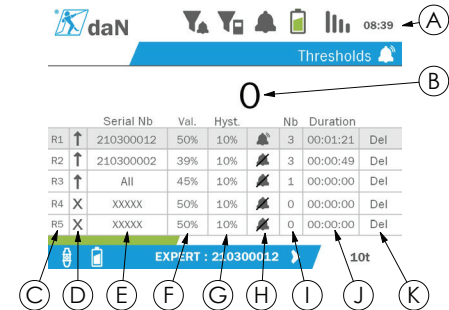 daN 08:39 A
Thresholds
0 B
Serial Nb Val. Hyst. Nb Duration
R1 ↑ 210300012 50% 10% 3 00:01:21 Del
R2 ↑ 210300002 39% 10% 3 00:00:49 Del
R3 ↑ All 45% 10% 1 00:00:00 Del
R4 X XXXXX 50% 10% 0 00:00:00 Del
R5 X XXXXX 50% 10% 0 00:00:00 Del
EXPERT : 210300012 10t
C D E F G H I J K